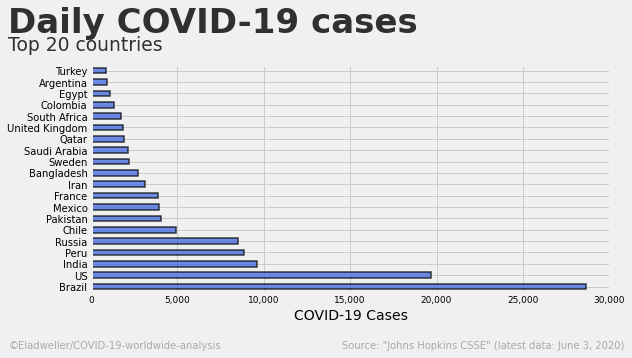 Daily COVID-19 cases
Top 20 countries
Turkey
Argentina
Egypt
Colombia
South Africa
United Kingdom
Qatar
Saudi Arabia
Sweden
Bangladesh
Iran
France
Mexico
Pakistan
Chile
Russia
Peru
India
US
Brazil
0 5,000 10,000 15,000 20,000 25,000 30,000
COVID-19 Cases
©Eladweller/COVID-19-worldwide-analysis Source: "Johns Hopkins CSSE" (latest data: June 3, 2020)